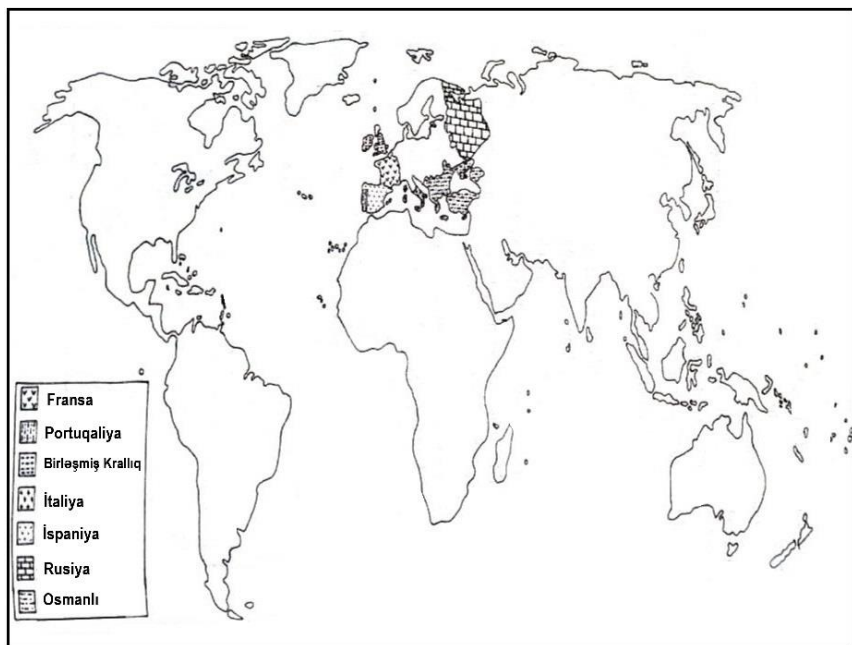 Fransa
Portuqaliya
Birləşmiş Krallıq
İtaliya
İspaniya
Rusiya
Osmanlı